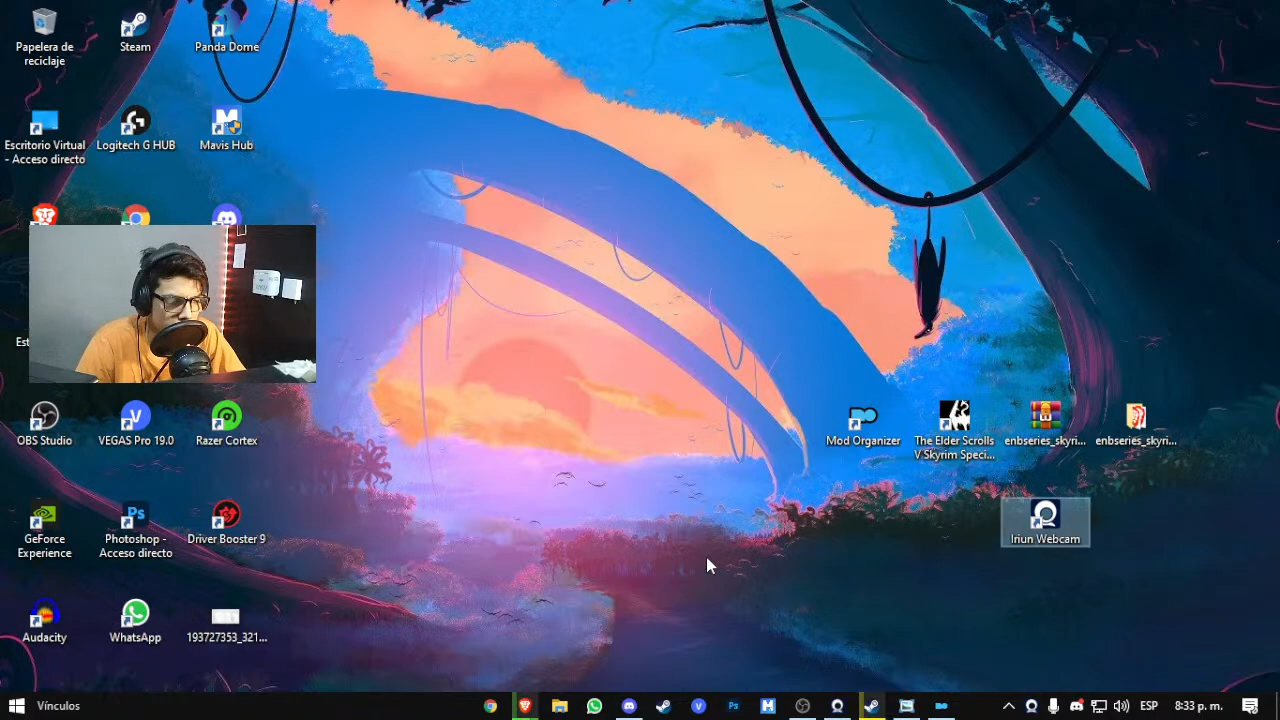 Papelera de
reciclaje
Steam
Panda Dome
Escritorio Virtual
- Acceso directo
Logitech G HUB
Mavis Hub
Est
OBS Studio
VEGAS Pro 19.0
Razer Cortex
Mod Organizer
The Elder Scrolls
V Skyrim Speci...
enbseries_skyri...
enbseries_skyri...
GeForce
Experience
Photoshop -
Acceso directo
Driver Booster 9
Iriun Webcam
Audacity
WhatsApp
193727353_321...
Vínculos
ESP
8:33 p. m.